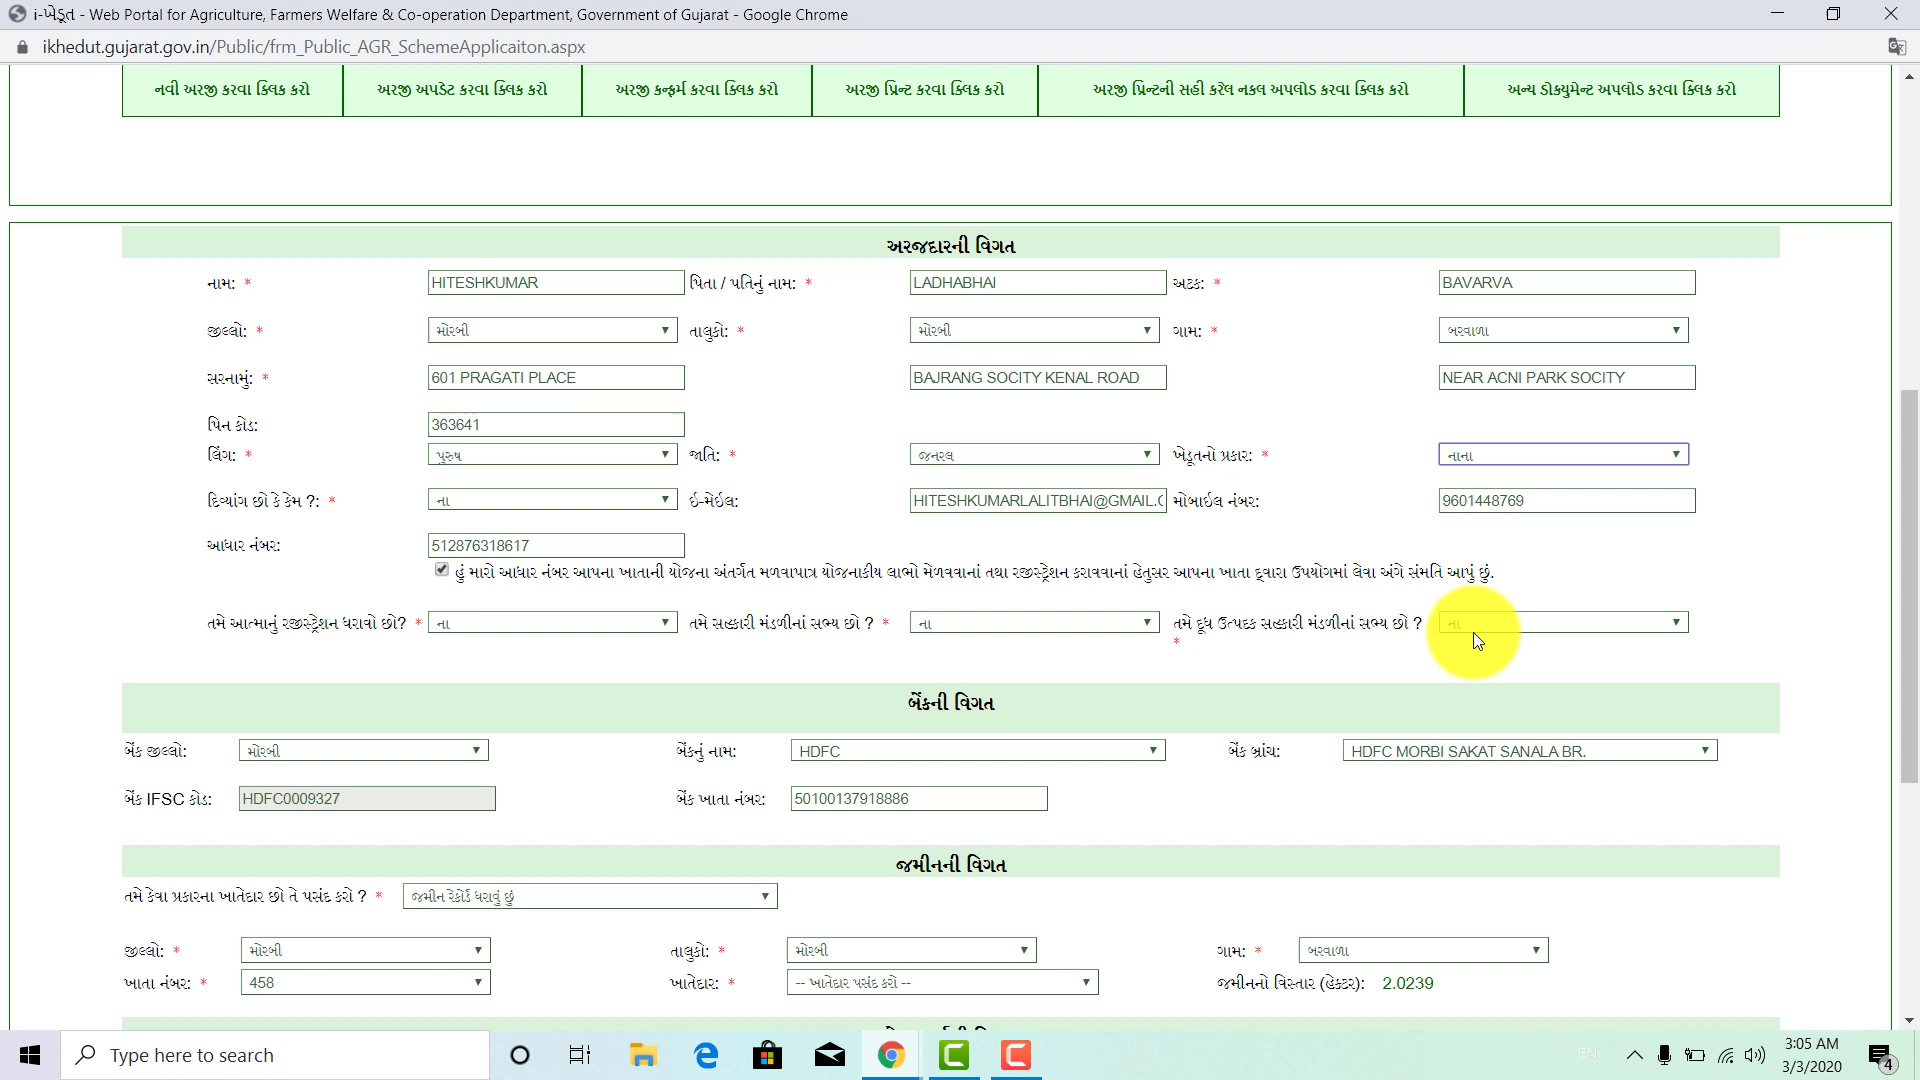 i-ખેડૂત - Web Portal for Agriculture, Farmers Welfare & Co-operation Department, Government of Gujarat - Google Chrome
ikhedut.gujarat.gov.in/Public/frm_Public_AGR_SchemeApplicaiton.aspx
નવી અરજી કરવા ક્લિક કરો અરજી અપડેટ કરવા ક્લિક કરો અરજી કન્ફર્મ કરવા ક્લિક કરો અરજી પ્રિન્ટ કરવા ક્લિક કરો અરજી પ્રિન્ટની સહી કરેલ નકલ અપલોડ કરવા ક્લિક કરો અન્ય ડોક્યુમેન્ટ અપલોડ કરવા ક્લિક કરો
અરજદારની વિગત
નામ: * HITESHKUMAR પિતા / પતિનું નામ: * LADHABHAI અટક: * BAVARVA
જીલ્લો: * મોરબી તાલુકો: * મોરબી ગામ: * બરવાળા
સરનામું: * 601 PRAGATI PLACE BAJRANG SOCITY KENAL ROAD NEAR ACNI PARK SOCITY
પિન કોડ: 363641
લિંગ: * પુરુષ જાતિ: * જનરલ ખેડૂતનો પ્રકાર: * નાના
દિવ્યાંગ છો કે કેમ ?: * ના ઈ-મેઈલ: HITESHKUMARLALITBHAI@GMAIL.C મોબાઈલ નંબર: 9601448769
આધાર નંબર: 512876318617
હું મારો આધાર નંબર આપના ખાતાની યોજના અંતર્ગત મળવાપાત્ર યોજનાકીય લાભો મેળવવાનાં તથા રજીસ્ટ્રેશન કરાવવાનાં હેતુસર આપના ખાતા દ્વારા ઉપયોગમાં લેવા અંગે સંમતિ આપું છું.
તમે આત્માનું રજીસ્ટ્રેશન ધરાવો છો? * ના તમે સહકારી મંડળીનાં સભ્ય છો ? * ના તમે દૂધ ઉત્પાદક સહકારી મંડળીનાં સભ્ય છો ? ના
*
બેંકની વિગત
બેંક જીલ્લો: મોરબી બેંકનું નામ: HDFC બેંક બ્રાંચ: HDFC MORBI SAKAT SANALA BR.
બેંક IFSC કોડ: HDFC0009327 બેંક ખાતા નંબર: 50100137918886
જમીનની વિગત
તમે કેવા પ્રકારના ખાતેદાર છો તે પસંદ કરો ? * જમીન રેકોર્ડ ધરાવું છું
જીલ્લો: * મોરબી તાલુકો: * મોરબી ગામ: * બરવાળા
ખાતા નંબર: * 458 ખાતેદાર: * -- ખાતેદાર પસંદ કરો -- જમીનનો વિસ્તાર (હેક્ટર): 2.0239
Type here to search
EN
3:05 AM
3/3/2020
4